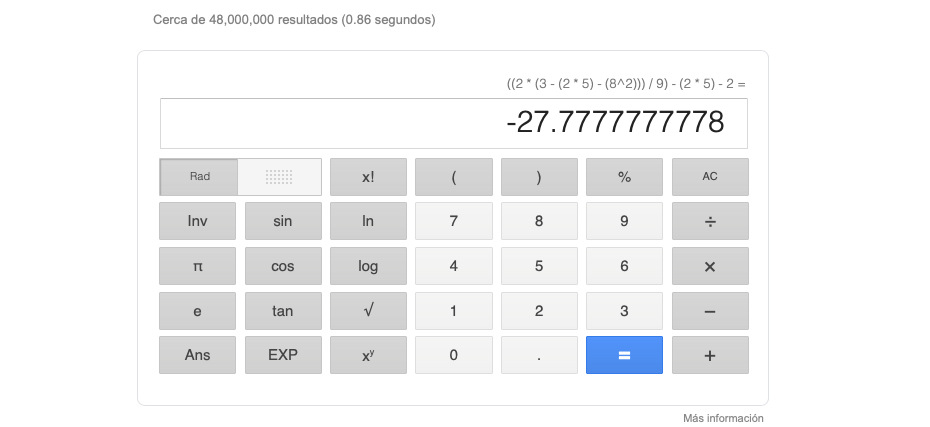 Cerca de 48,000,000 resultados (0.86 segundos)
((2 * (3 - (2 * 5) - (8^2))) / 9) - (2 * 5) - 2 =
-27.7777777778
Rad x! ( ) % AC
Inv sin ln 7 8 9 ÷
π cos log 4 5 6 ×
e tan √ 1 2 3 −
Ans EXP xʸ 0 . = +
Más información